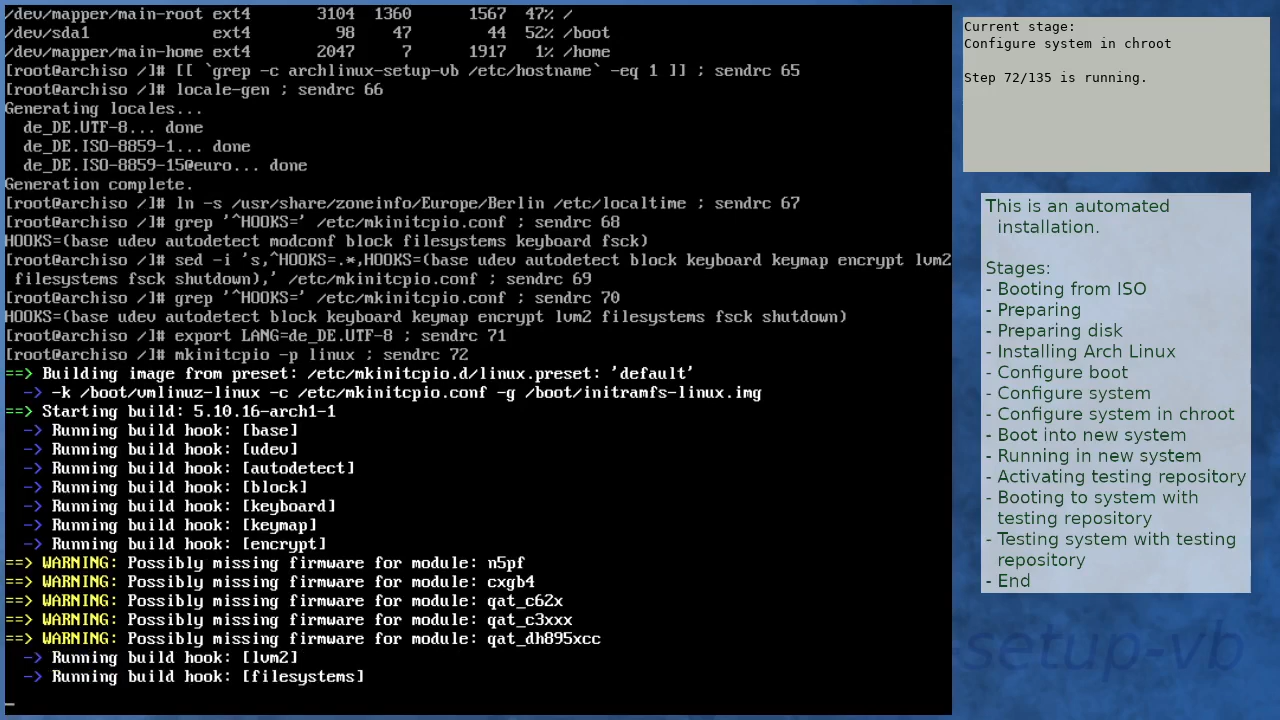 /dev/mapper/main-root ext4       3104  1360      1567  47% /
/dev/sda1             ext4         98    47        44  52% /boot
/dev/mapper/main-home ext4       2047     7      1917   1% /home
[root@archiso /]# [[ `grep -c archlinux-setup-vb /etc/hostname` -eq 1 ]] ; sendrc 65
[root@archiso /]# locale-gen ; sendrc 66
Generating locales...
  de_DE.UTF-8... done
  de_DE.ISO-8859-1... done
  de_DE.ISO-8859-15@euro... done
Generation complete.
[root@archiso /]# ln -s /usr/share/zoneinfo/Europe/Berlin /etc/localtime ; sendrc 67
[root@archiso /]# grep '^HOOKS=' /etc/mkinitcpio.conf ; sendrc 68
HOOKS=(base udev autodetect modconf block filesystems keyboard fsck)
[root@archiso /]# sed -i 's,^HOOKS=.*,HOOKS=(base udev autodetect block keyboard keymap encrypt lvm2
 filesystems fsck shutdown),' /etc/mkinitcpio.conf ; sendrc 69
[root@archiso /]# grep '^HOOKS=' /etc/mkinitcpio.conf ; sendrc 70
HOOKS=(base udev autodetect block keyboard keymap encrypt lvm2 filesystems fsck shutdown)
[root@archiso /]# export LANG=de_DE.UTF-8 ; sendrc 71
[root@archiso /]# mkinitcpio -p linux ; sendrc 72
==> Building image from preset: /etc/mkinitcpio.d/linux.preset: 'default'
  -> -k /boot/vmlinuz-linux -c /etc/mkinitcpio.conf -g /boot/initramfs-linux.img
==> Starting build: 5.10.16-arch1-1
  -> Running build hook: [base]
  -> Running build hook: [udev]
  -> Running build hook: [autodetect]
  -> Running build hook: [block]
  -> Running build hook: [keyboard]
  -> Running build hook: [keymap]
  -> Running build hook: [encrypt]
==> WARNING: Possibly missing firmware for module: n5pf
==> WARNING: Possibly missing firmware for module: cxgb4
==> WARNING: Possibly missing firmware for module: qat_c62x
==> WARNING: Possibly missing firmware for module: qat_c3xxx
==> WARNING: Possibly missing firmware for module: qat_dh895xcc
  -> Running build hook: [lvm2]
  -> Running build hook: [filesystems]
_
Current stage:
Configure system in chroot
Step 72/135 is running.
This is an automated
installation.
Stages:
- Booting from ISO
- Preparing
- Preparing disk
- Installing Arch Linux
- Configure boot
- Configure system
- Configure system in chroot
- Boot into new system
- Running in new system
- Activating testing repository
- Booting to system with
testing repository
- Testing system with testing
repository
- End
-setup-vb